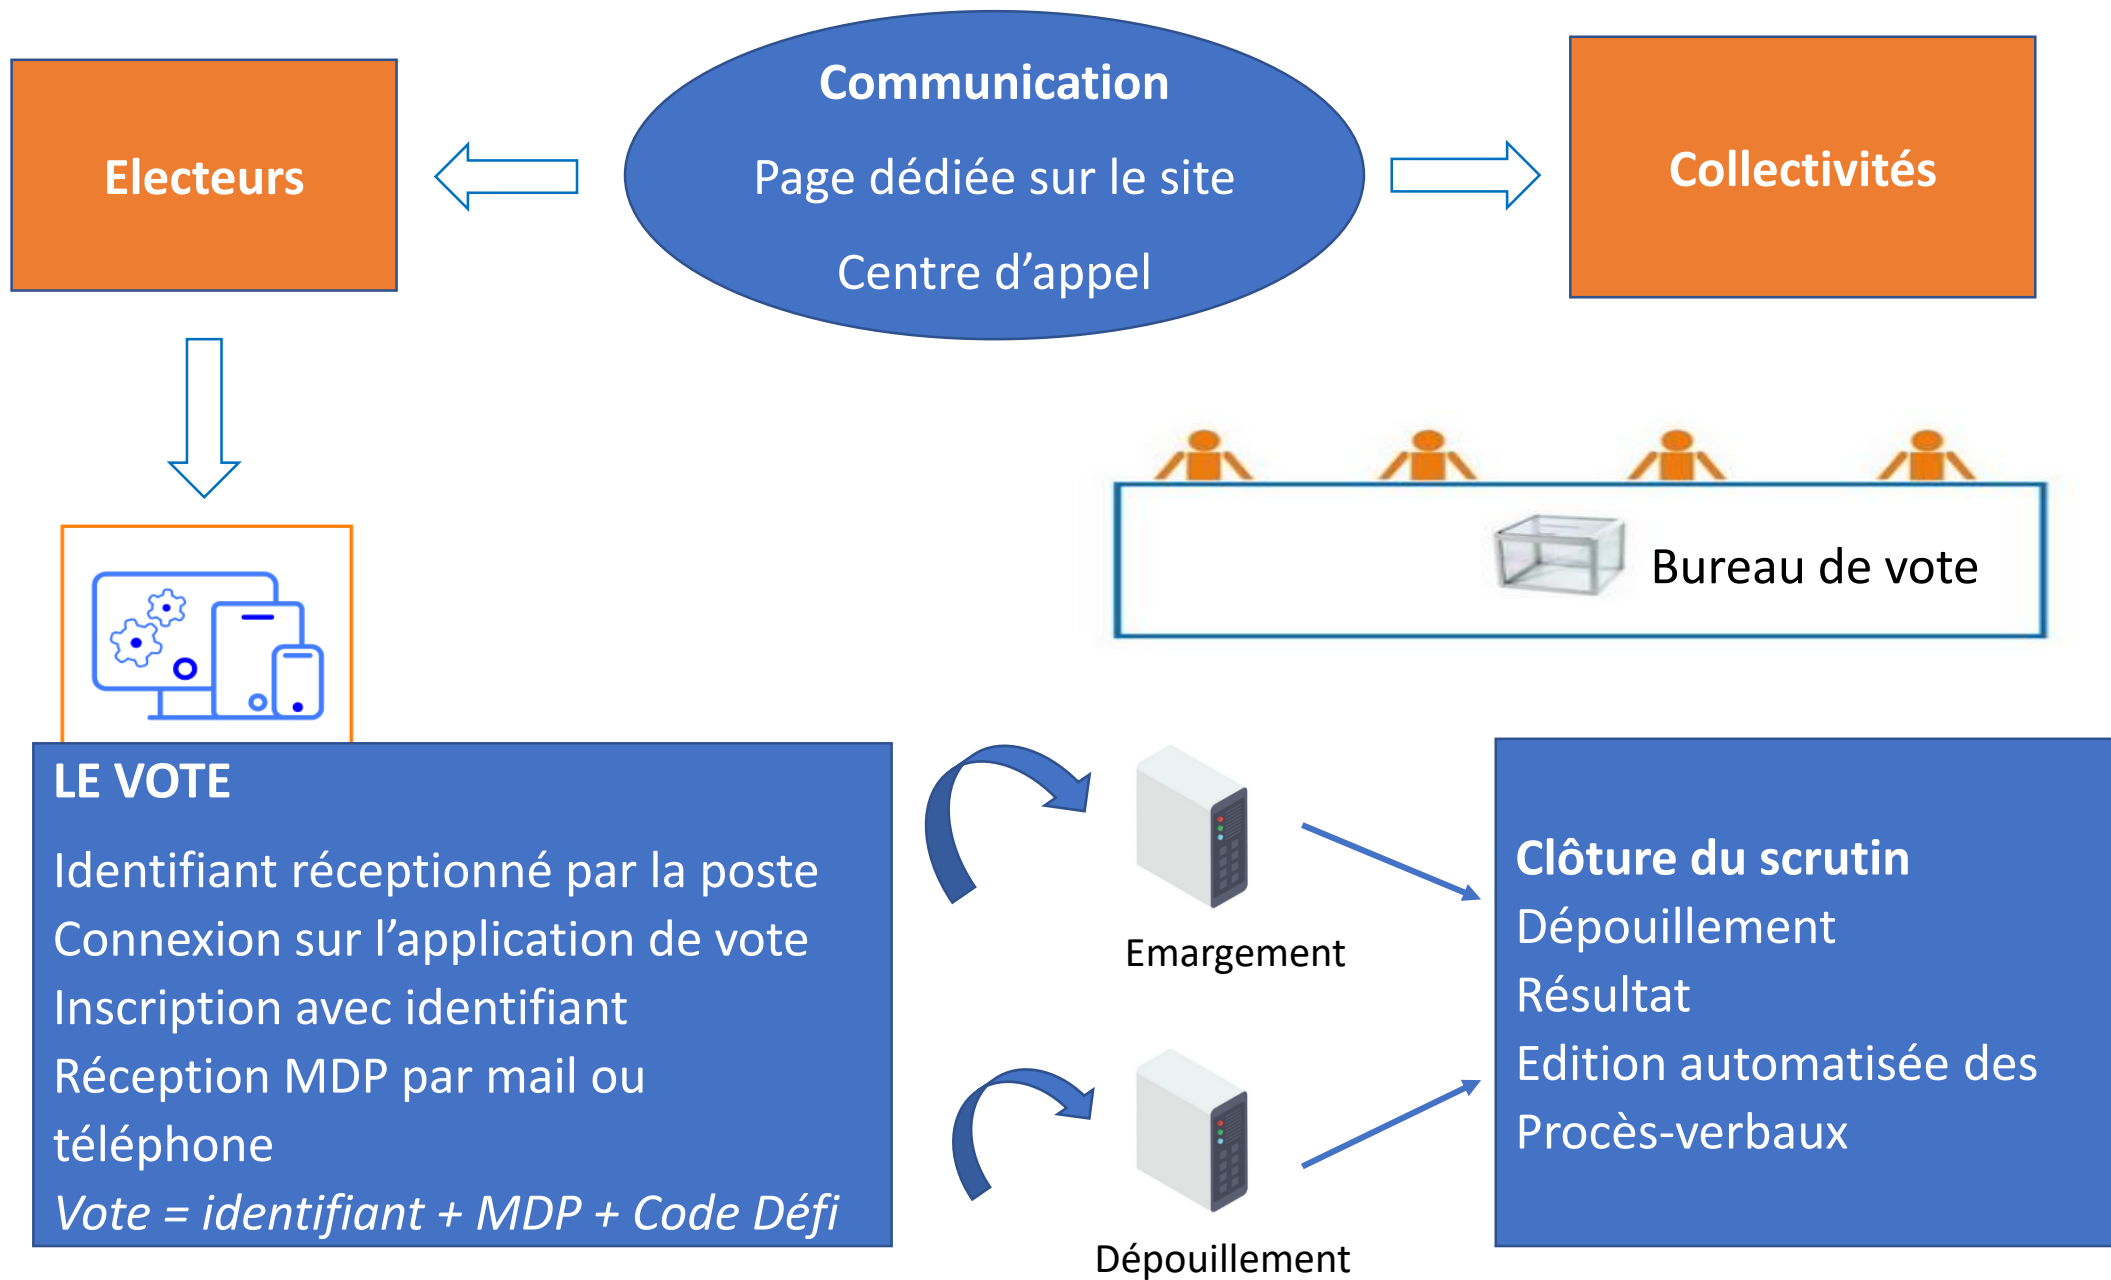 Electeurs
Communication
Page dédiée sur le site
Centre d’appel
Collectivités
Bureau de vote
LE VOTE
Identifiant réceptionné par la poste
Connexion sur l’application de vote
Inscription avec identifiant
Réception MDP par mail ou
téléphone
Vote = identifiant + MDP + Code Défi
Emargement
Dépouillement
Clôture du scrutin
Dépouillement
Résultat
Edition automatisée des
Procès-verbaux